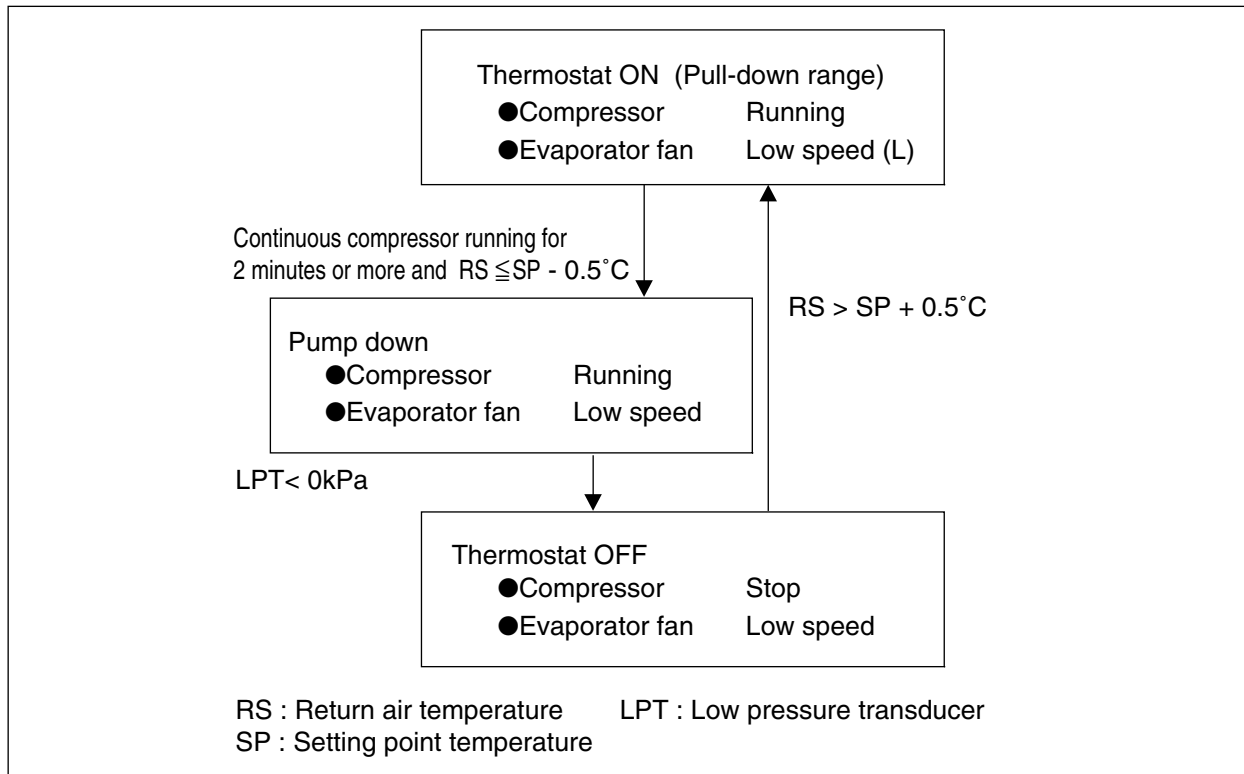 Thermostat ON (Pull-down range)
●Compressor Running
●Evaporator fan Low speed (L)
Continuous compressor running for
2 minutes or more and RS ≦SP - 0.5˚C
RS > SP + 0.5˚C
Pump down
●Compressor Running
●Evaporator fan Low speed
LPT< 0kPa
Thermostat OFF
●Compressor Stop
●Evaporator fan Low speed
RS : Return air temperature LPT : Low pressure transducer
SP : Setting point temperature